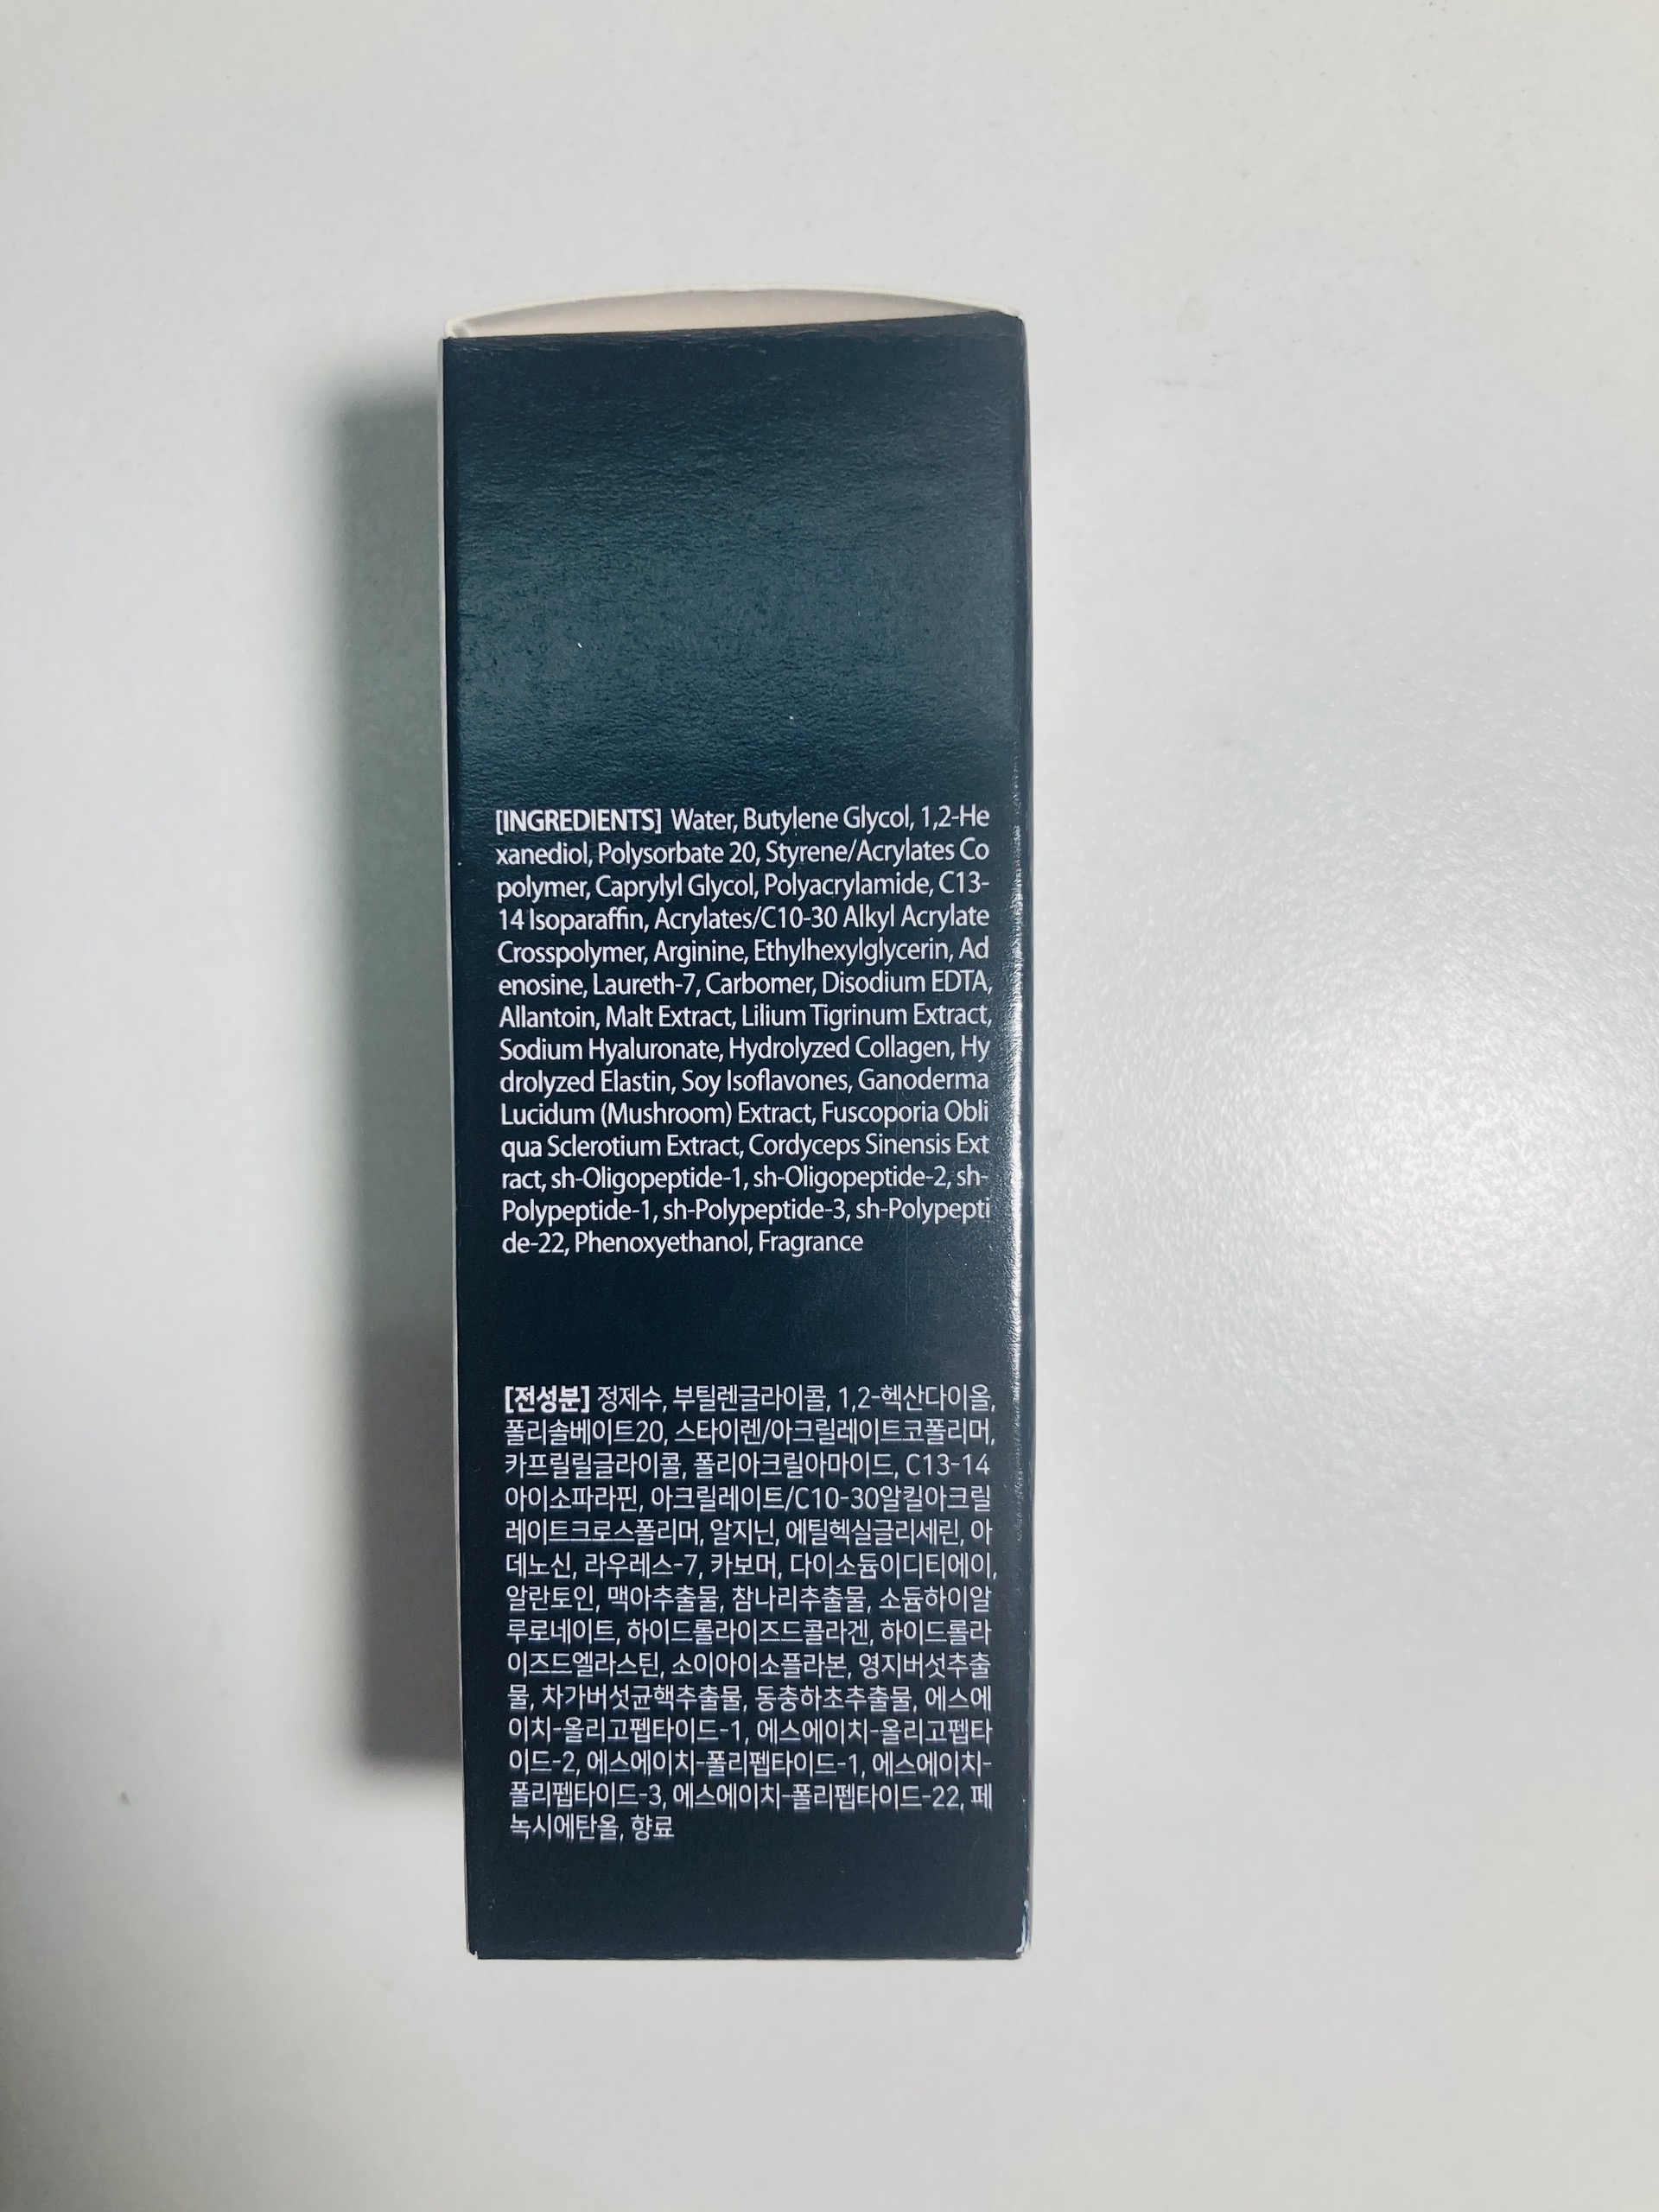 [INGREDIENTS] Water, Butylene Glycol, 1,2-He
xanediol, Polysorbate 20, Styrene/Acrylates Co
polymer, Caprylyl Glycol, Polyacrylamide, C13-
14 Isoparaffin, Acrylates/C10-30 Alkyl Acrylate
Crosspolymer, Arginine, Ethylhexylglycerin, Ad
enosine, Laureth-7, Carbomer, Disodium EDTA,
Allantoin, Malt Extract, Lilium Tigrinum Extract,
Sodium Hyaluronate, Hydrolyzed Collagen, Hy
drolyzed Elastin, Soy Isoflavones, Ganoderma
Lucidum (Mushroom) Extract, Fuscoporia Obli
qua Sclerotium Extract, Cordyceps Sinensis Ext
ract, sh-Oligopeptide-1, sh-Oligopeptide-2, sh-
Polypeptide-1, sh-Polypeptide-3, sh-Polypepti
de-22, Phenoxyethanol, Fragrance
[전성분] 정제수, 부틸렌글라이콜, 1,2-헥산다이올,
폴리솔베이트20, 스타이렌/아크릴레이트코폴리머,
카프릴릴글라이콜, 폴리아크릴아마이드, C13-14
아이소파라핀, 아크릴레이트/C10-30알킬아크릴
레이트크로스폴리머, 알지닌, 에틸헥실글리세린, 아
데노신, 라우레스-7, 카보머, 다이소듐이디티에이,
알란토인, 맥아추출물, 참나리추출물, 소듐하이알
루로네이트, 하이드롤라이즈드콜라겐, 하이드롤라
이즈드엘라스틴, 소이아이소플라본, 영지버섯추출
물, 차가버섯균핵추출물, 동충하초추출물, 에스에
이치-올리고펩타이드-1, 에스에이치-올리고펩타
이드-2, 에스에이치-폴리펩타이드-1, 에스에이치-
폴리펩타이드-3, 에스에이치-폴리펩타이드-22, 페
녹시에탄올, 향료